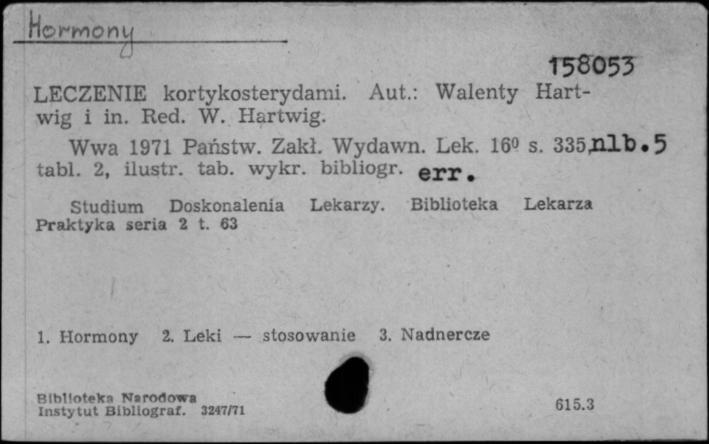 Hormony
158053
LECZENIE kortykosterydami. Aut.: Walenty Hart-
wig i in. Red. W. Hartwig.
Wwa 1971 Państw. Zakł. Wydawn. Lek. 16⁰ s. 335,nlb.5
tabl. 2, ilustr. tab. wykr. bibliogr. err.
Studium Doskonalenia Lekarzy. Biblioteka Lekarza
Praktyka seria 2 t. 63
1. Hormony 2. Leki — stosowanie 3. Nadnercze
Biblioteka Narodowa
Instytut Bibliograf. 3247/71
615.3